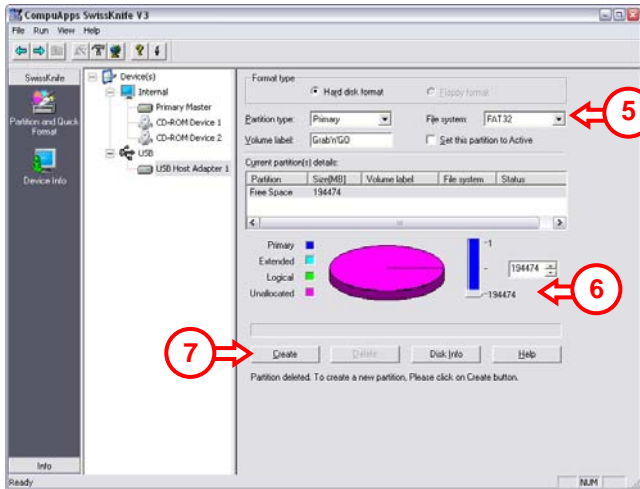 CompuApps SwissKnife V3
File Run View Help
SwissKnife
Partition and Quick Format
Device Info
Info
Device(s)
Internal
Primary Master
CD-ROM Device 1
CD-ROM Device 2
USB
USB Host Adapter 1
Format type
Hard disk format
Floppy format
Partition type:
Primary
File system:
FAT32
5
Volume label:
Grab'n'GO
Set this partition to Active
Current partition(s) details:
Partition Size[MB] Volume label File system Status
Free Space 194474
Primary
Extended
Logical
Unallocated
1
194474
194474
6
7
Create Delete Disk Info Help
Partition deleted. To create a new partition, Please click on Create button.
Ready
NUM